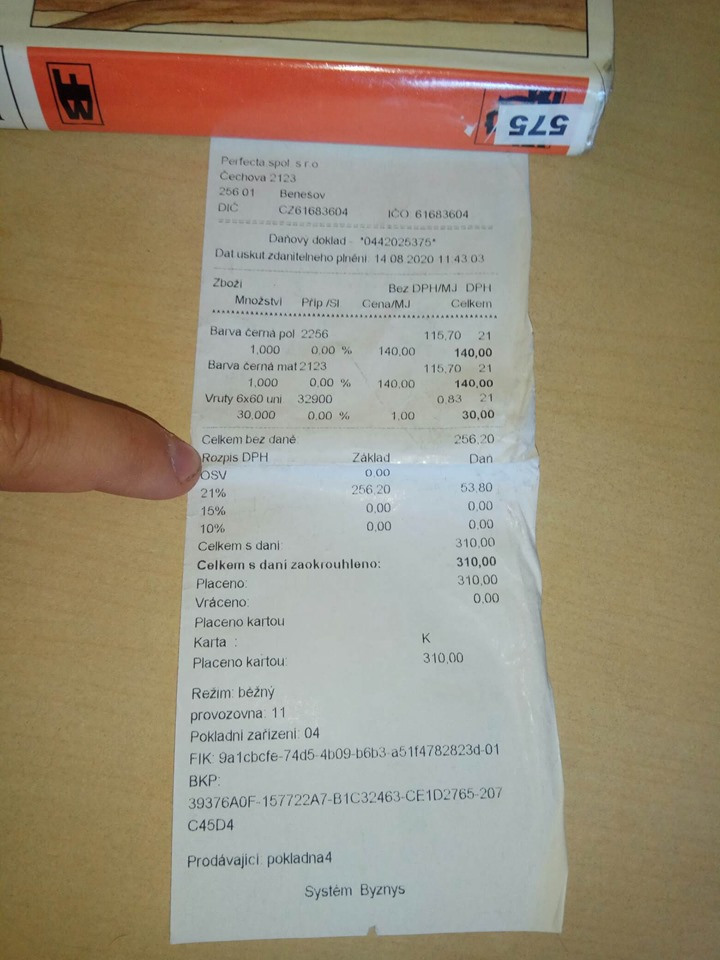 575
Perfecta spol. s r.o
Čechova 2123
256 01 Benešov
DIČ CZ61683604 IČO 61683604
Daňový doklad - *0442025375*
Dat uskut zdanitelneho plnění 14 08 2020 11 43 03
Zboží Bez DPH/MJ DPH
Množství Přip /Sl Cena/MJ Celkem
Barva černá pol 2256 115,70 21
1,000 0.00 % 140,00 140,00
Barva černá mat 2123 115,70 21
1,000 0,00 % 140,00 140,00
Vruty 6x60 uni 32900 0,83 21
30,000 0,00 % 1,00 30,00
Celkem bez daně 256,20
Rozpis DPH Základ Daň
OSV 0.00
21% 256,20 53,80
15% 0,00 0,00
10% 0,00 0,00
Celkem s daní: 310,00
Celkem s daní zaokrouhleno: 310,00
Placeno: 310,00
Vráceno: 0.00
Placeno kartou
Karta : K
Placeno kartou: 310,00
Režim: běžný
provozovna: 11
Pokladní zařízení: 04
FIK: 9a1cbcfe-74d5-4b09-b6b3-a51f4782823d-01
BKP:
39376A0F-157722A7-B1C32463-CE1D2765-207
C45D4
Prodávající: pokladna4
Systém Byznys